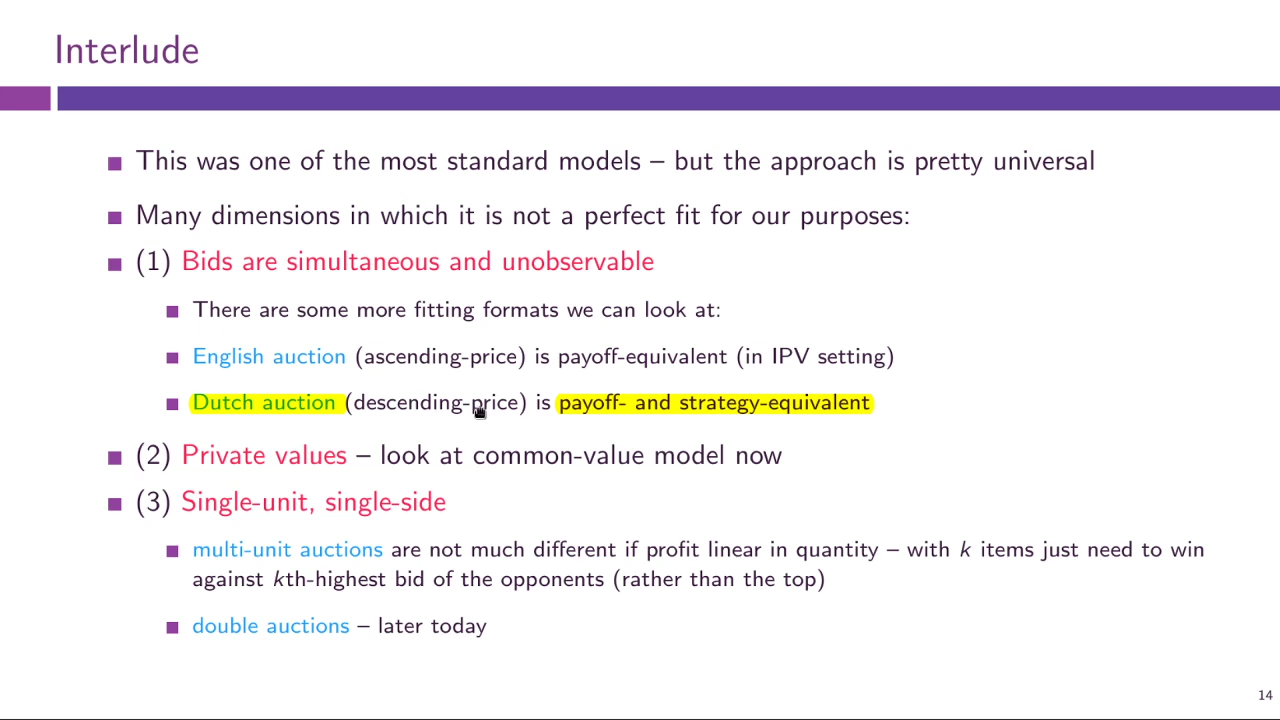 Interlude
This was one of the most standard models – but the approach is pretty universal
Many dimensions in which it is not a perfect fit for our purposes:
(1) Bids are simultaneous and unobservable
There are some more fitting formats we can look at:
English auction (ascending-price) is payoff-equivalent (in IPV setting)
Dutch auction (descending-price) is payoff- and strategy-equivalent
(2) Private values – look at common-value model now
(3) Single-unit, single-side
multi-unit auctions are not much different if profit linear in quantity – with k items just need to win
against kth-highest bid of the opponents (rather than the top)
double auctions – later today
14